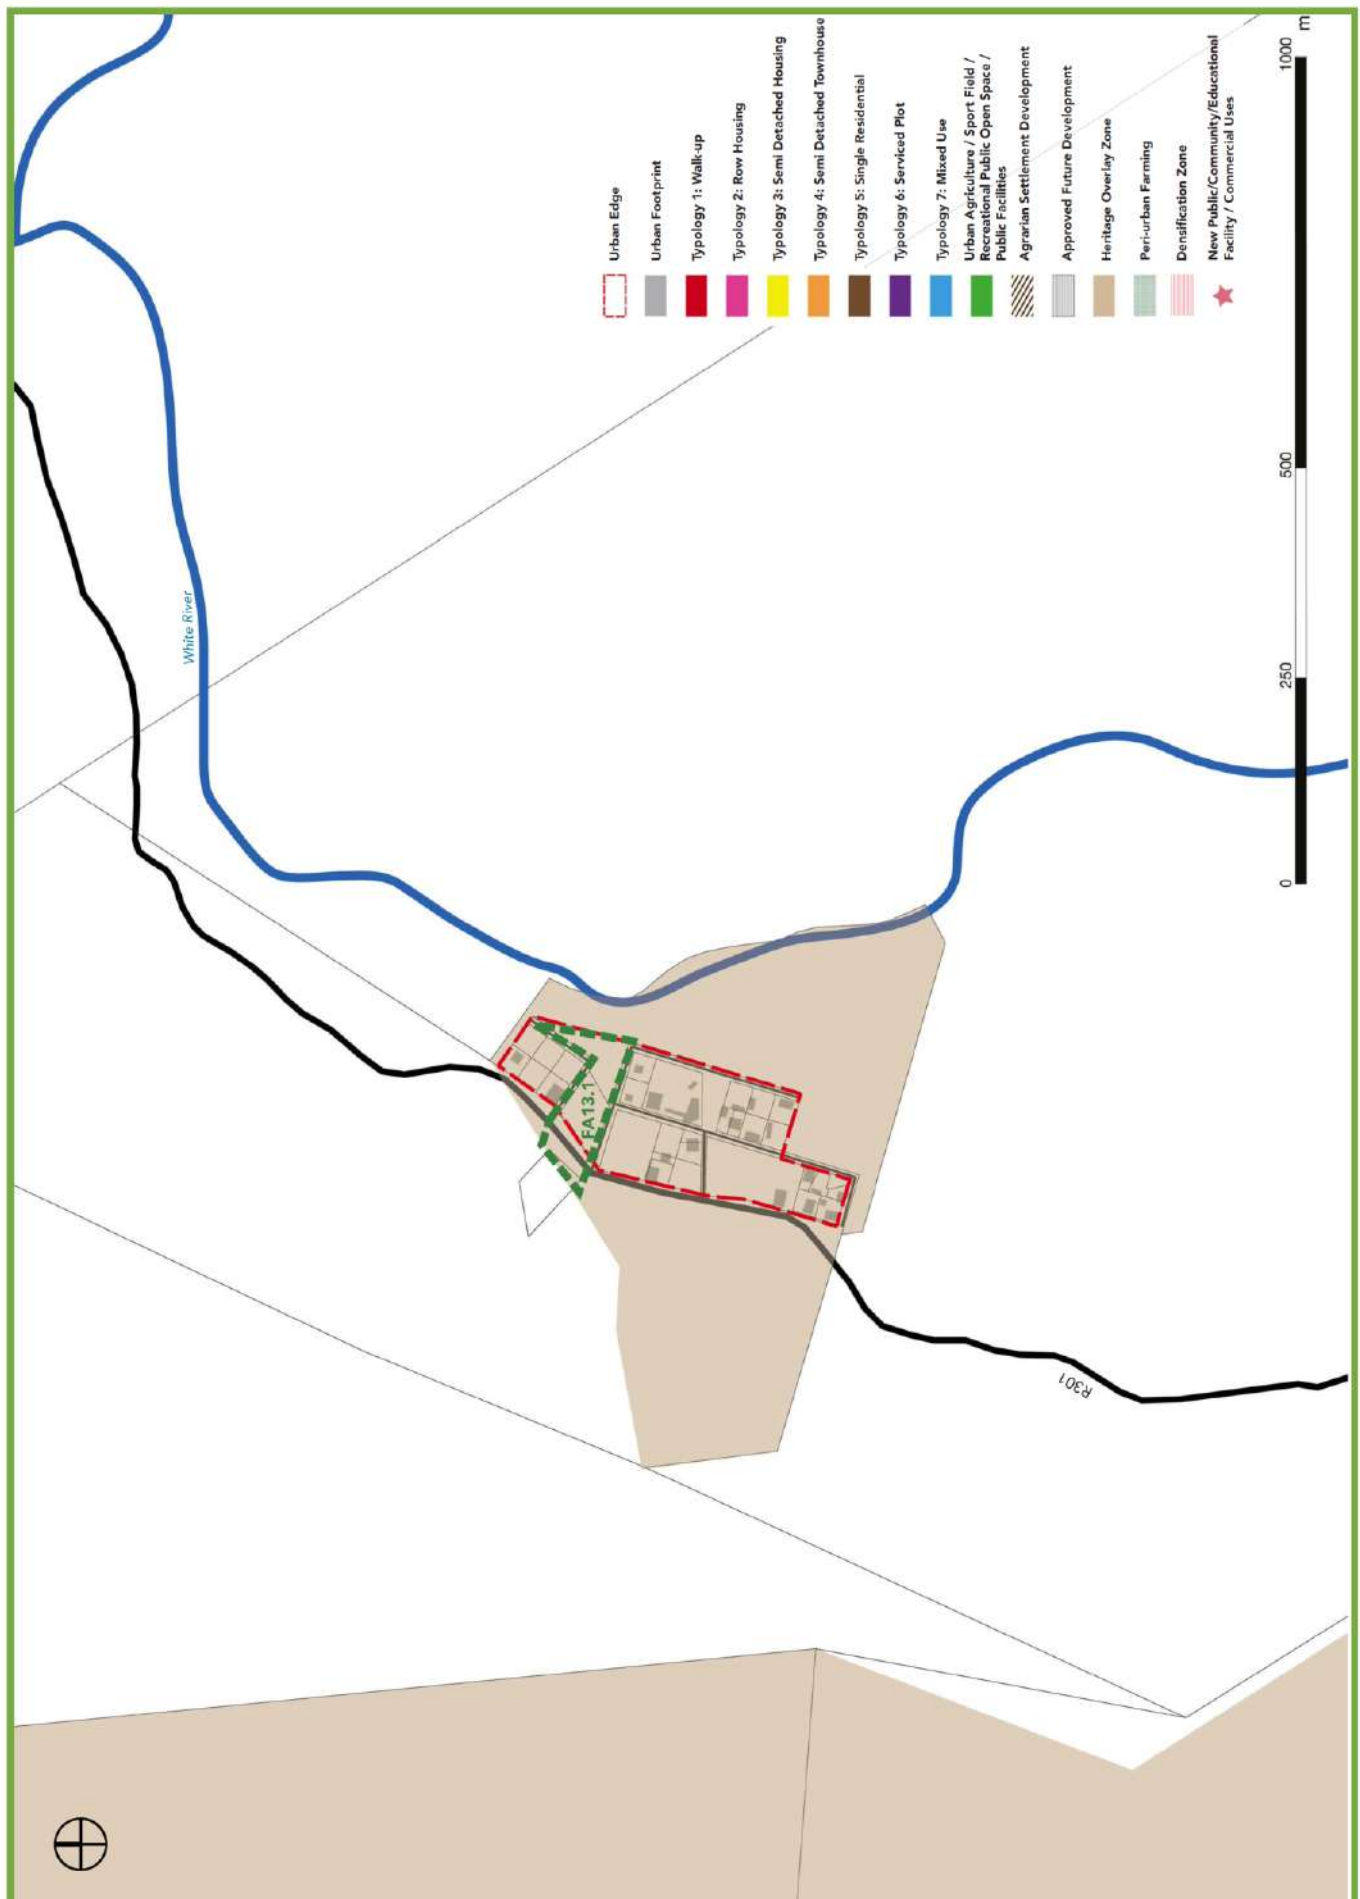 White River
FA13.1
R301
Urban Edge
Urban Footprint
Typology 1: Walk-up
Typology 2: Row Housing
Typology 3: Semi Detached Housing
Typology 4: Semi Detached Townhouse
Typology 5: Single Residential
Typology 6: Serviced Plot
Typology 7: Mixed Use
Urban Agriculture / Sport Field /
Recreational Public Open Space /
Public Facilities
Agrarian Settlement Development
Approved Future Development
Heritage Overlay Zone
Peri-urban Farming
Densification Zone
New Public/Community/Educational
Facility / Commercial Uses
0 250 500 1000 m